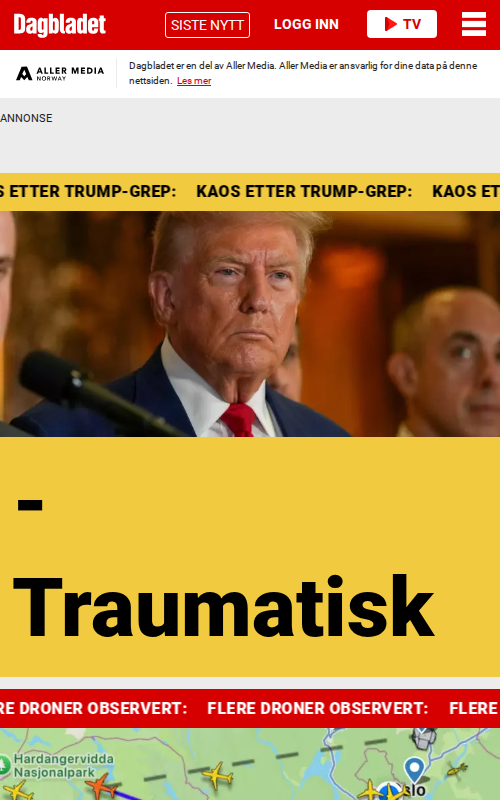 Dagbladet
SISTE NYTT
LOGG INN
TV
ALLER MEDIA
NORWAY
Dagbladet er en del av Aller Media. Aller Media er ansvarlig for dine data på denne
nettsiden. Les mer
ANNONSE
S ETTER TRUMP-GREP: KAOS ETTER TRUMP-GREP: KAOS ET
-
Traumatisk
RE DRONER OBSERVERT: FLERE DRONER OBSERVERT: FLERE
Hardangervidda
Nasjonalpark
slo